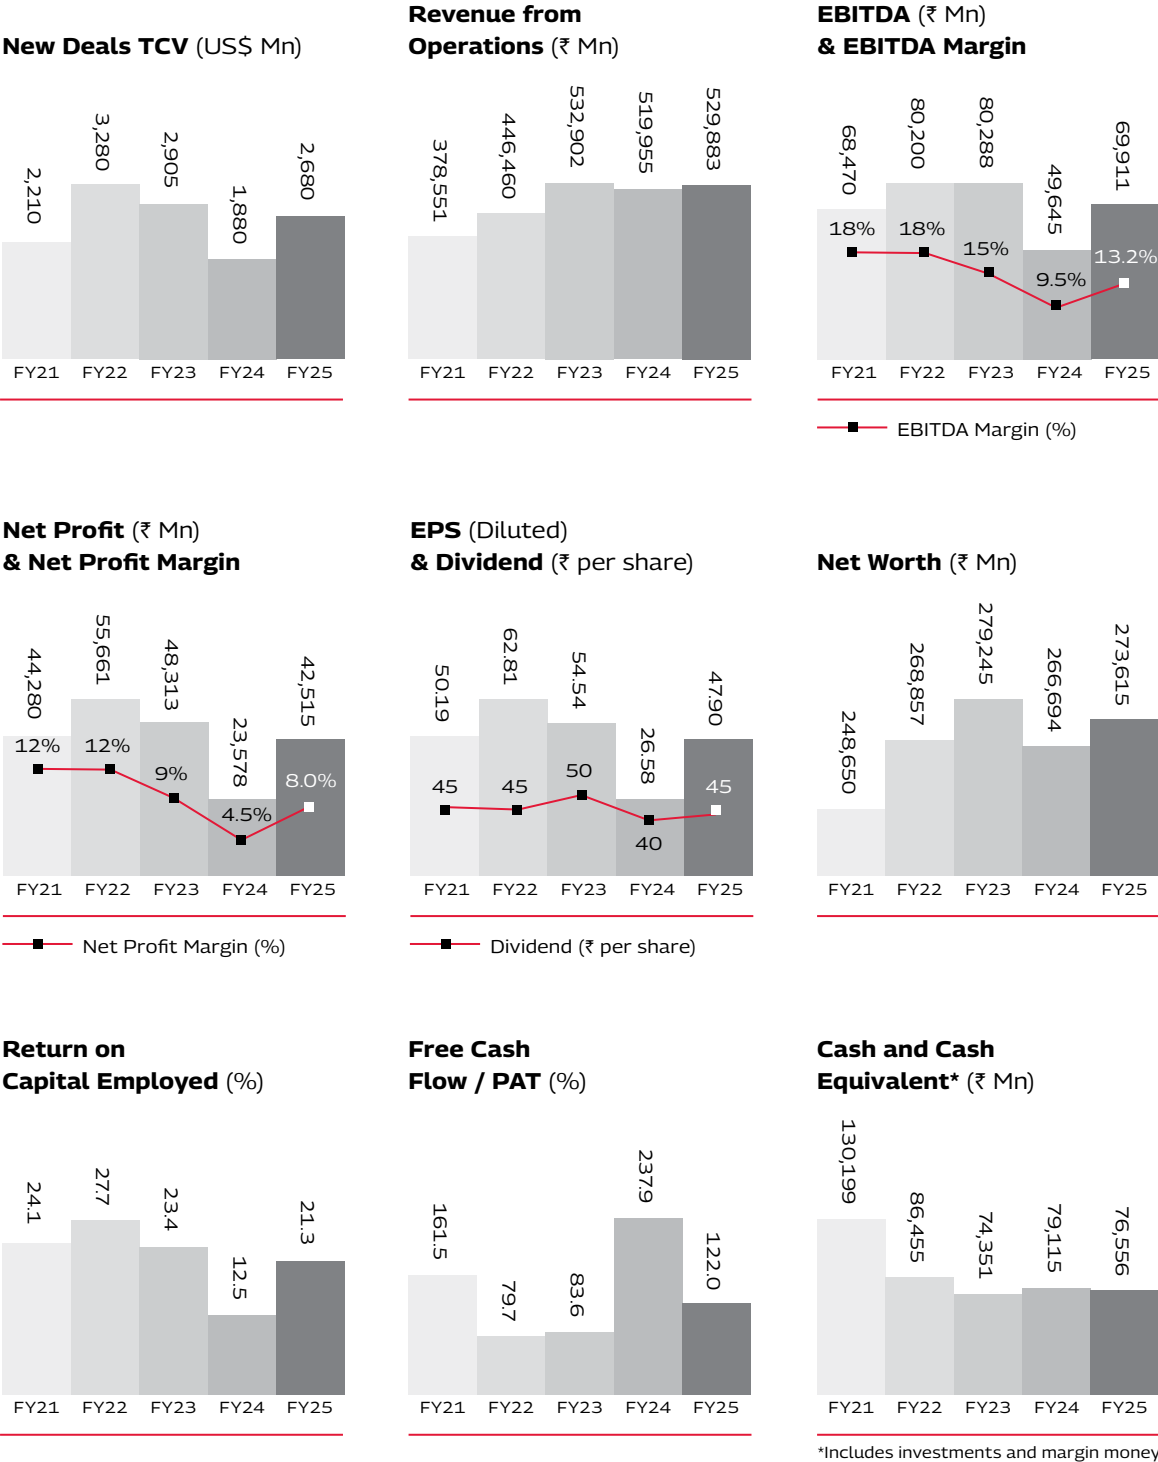 New Deals TCV (US$ Mn)
2,210
3,280
2,905
1,880
2,680
FY21 FY22 FY23 FY24 FY25
Revenue from
Operations (₹ Mn)
378,551
446,460
532,902
519,955
529,883
FY21 FY22 FY23 FY24 FY25
EBITDA (₹ Mn)
& EBITDA Margin
68,470
80,200
80,288
49,645
69,911
18% 18% 15% 9.5% 13.2%
FY21 FY22 FY23 FY24 FY25
EBITDA Margin (%)
Net Profit (₹ Mn)
& Net Profit Margin
44,280
55,661
48,313
23,578
42,515
12% 12% 9% 4.5% 8.0%
FY21 FY22 FY23 FY24 FY25
Net Profit Margin (%)
EPS (Diluted)
& Dividend (₹ per share)
50.19
62.81
54.54
26.58
47.90
45 45 50 40 45
FY21 FY22 FY23 FY24 FY25
Dividend (₹ per share)
Net Worth (₹ Mn)
248,650
268,857
279,245
266,694
273,615
FY21 FY22 FY23 FY24 FY25
Return on
Capital Employed (%)
24.1
27.7
23.4
12.5
21.3
FY21 FY22 FY23 FY24 FY25
Free Cash
Flow / PAT (%)
161.5
79.7
83.6
237.9
122.0
FY21 FY22 FY23 FY24 FY25
Cash and Cash
Equivalent* (₹ Mn)
130,199
86,455
74,351
79,115
76,556
FY21 FY22 FY23 FY24 FY25
*Includes investments and margin money